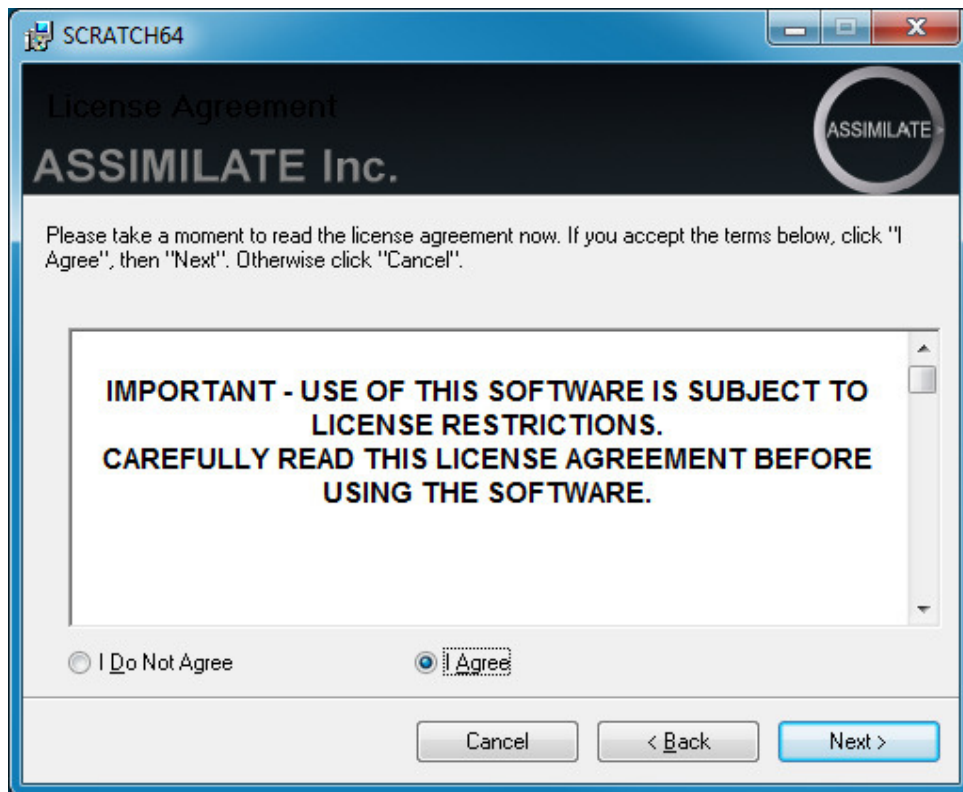 SCRATCH64
License Agreement
ASSIMILATE Inc.
ASSIMILATE
Please take a moment to read the license agreement now. If you accept the terms below, click "I
Agree", then "Next". Otherwise click "Cancel".
IMPORTANT - USE OF THIS SOFTWARE IS SUBJECT TO
LICENSE RESTRICTIONS.
CAREFULLY READ THIS LICENSE AGREEMENT BEFORE
USING THE SOFTWARE.
I Do Not Agree
I Agree
Cancel
< Back
Next >